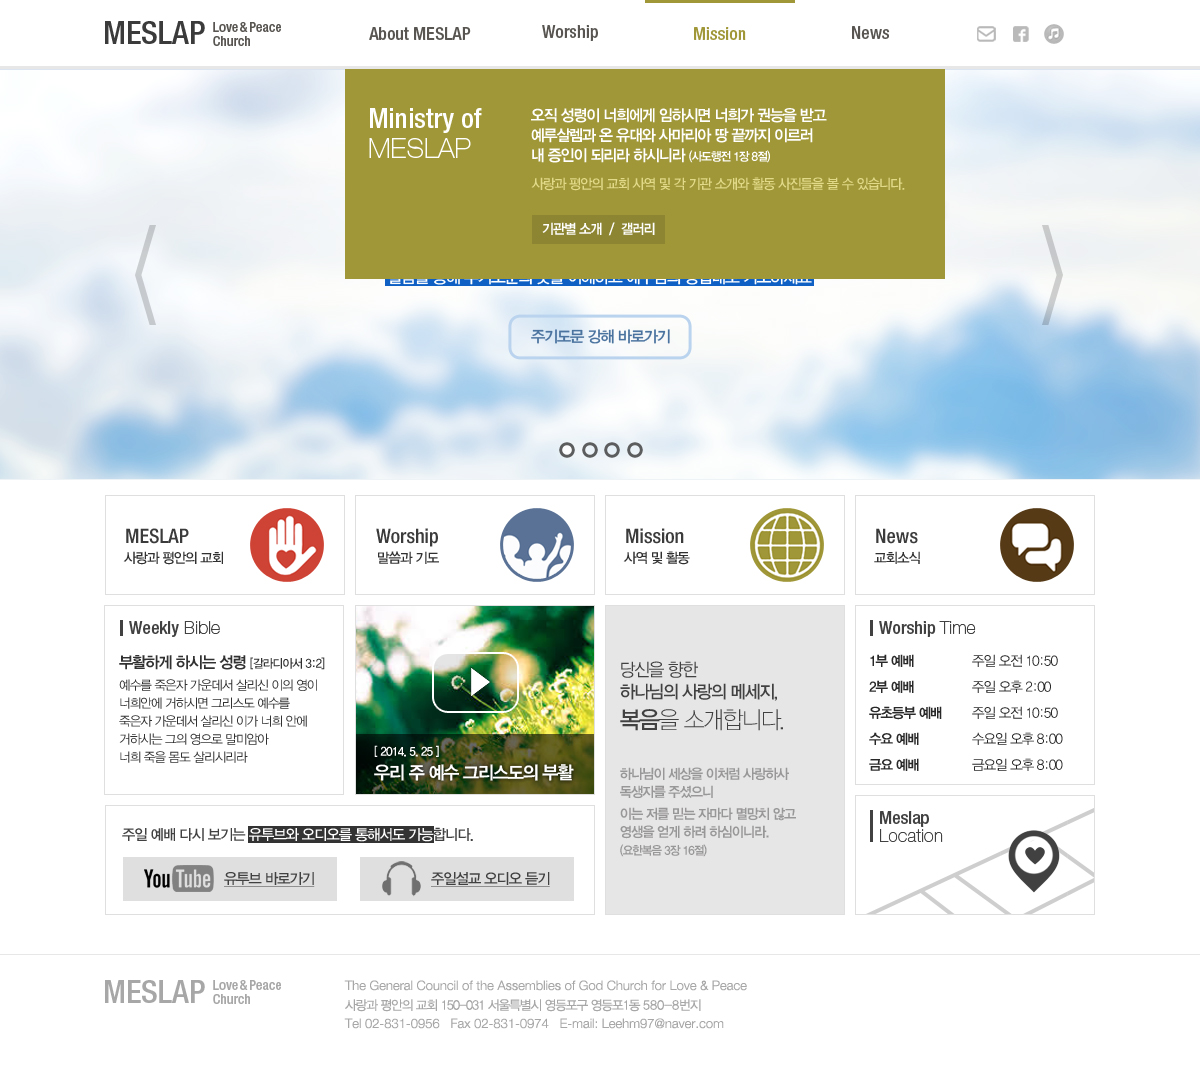 MESLAP Love & Peace Church
About MESLAP
Worship
Mission
News
Ministry of
MESLAP
오직 성령이 너희에게 임하시면 너희가 권능을 받고
예루살렘과 온 유대와 사마리아 땅 끝까지 이르러
내 증인이 되리라 하시니라 (사도행전 1장 8절)
사랑과 평안의 교회 사역 및 각 기관 소개와 활동 사진들을 볼 수 있습니다.
기관별 소개 / 갤러리
주기도문 강해 바로가기
MESLAP
사랑과 평안의 교회
Worship
말씀과 기도
Mission
사역 및 활동
News
교회소식
Weekly Bible
부활하게 하시는 성령 [갈라디아서 3:2]
예수를 죽은자 가운데서 살리신 이의 영이
너희안에 거하시면 그리스도 예수를
죽은자 가운데서 살리신 이가 너희 안에
거하시는 그의 영으로 말미암아
너희 죽을 몸도 살리시리라
[ 2014. 5. 25 ]
우리 주 예수 그리스도의 부활
당신을 향한
하나님의 사랑의 메세지,
복음을 소개합니다.
하나님이 세상을 이처럼 사랑하사
독생자를 주셨으니
이는 저를 믿는 자마다 멸망치 않고
영생을 얻게 하려 하심이니라.
(요한복음 3장 16절)
Worship Time
1부 예배 주일 오전 10:50
2부 예배 주일 오후 2:00
유초등부 예배 주일 오전 10:50
수요 예배 수요일 오후 8:00
금요 예배 금요일 오후 8:00
주일 예배 다시 보기는 유투브와 오디오를 통해서도 가능합니다.
YouTube 유투브 바로가기
주일설교 오디오 듣기
Meslap
Location
MESLAP Love & Peace Church
The General Council of the Assemblies of God Church for Love & Peace
사랑과 평안의 교회 150-031 서울특별시 영등포구 영등포1동 580-8번지
Tel 02-831-0956 Fax 02-831-0974 E-mail: Leehm97@naver.com